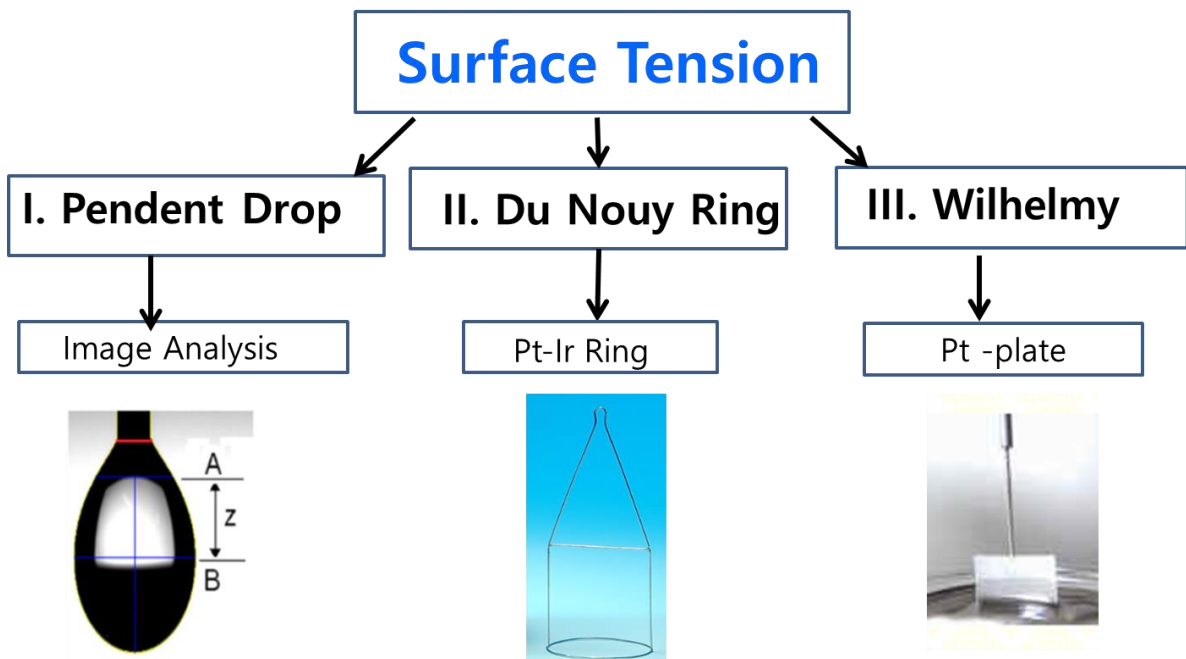 Surface Tension
I. Pendent Drop
II. Du Nouy Ring
III. Wilhelmy
Image Analysis
Pt-Ir Ring
Pt -plate
A
z
B